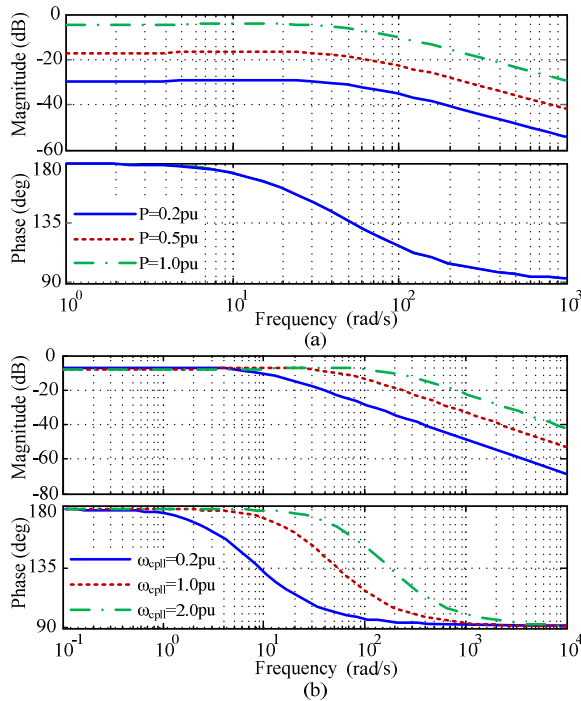 Magnitude (dB)
0
-20
-40
-60
Phase (deg)
180
135
90
P=0.2pu
P=0.5pu
P=1.0pu
10^0 10^1 10^2 10^3
Frequency (rad/s)
(a)
Magnitude (dB)
0
-20
-40
-60
-80
Phase (deg)
180
135
90
ω_cpll=0.2pu
ω_cpll=1.0pu
ω_cpll=2.0pu
10^-1 10^0 10^1 10^2 10^3 10^4
Frequency (rad/s)
(b)